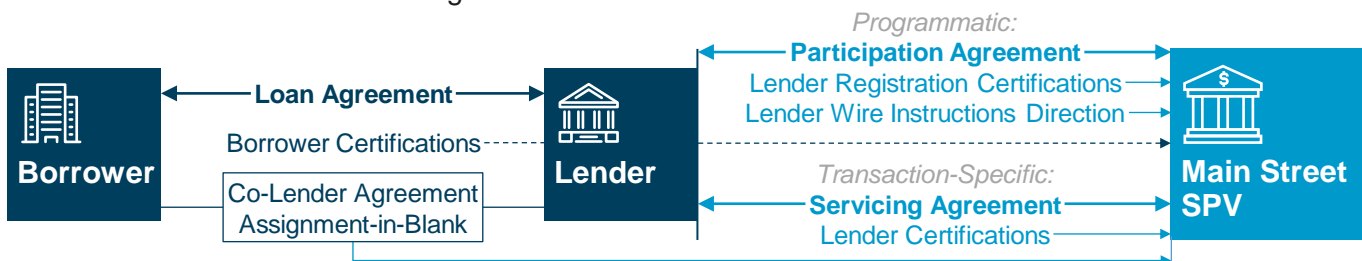 Programmatic:
Participation Agreement
Loan Agreement
Lender Registration Certifications
Lender Wire Instructions Direction
Borrower Certifications
Borrower
Lender
Main Street
SPV
Co-Lender Agreement
Assignment-in-Blank
Transaction-Specific:
Servicing Agreement
Lender Certifications
$